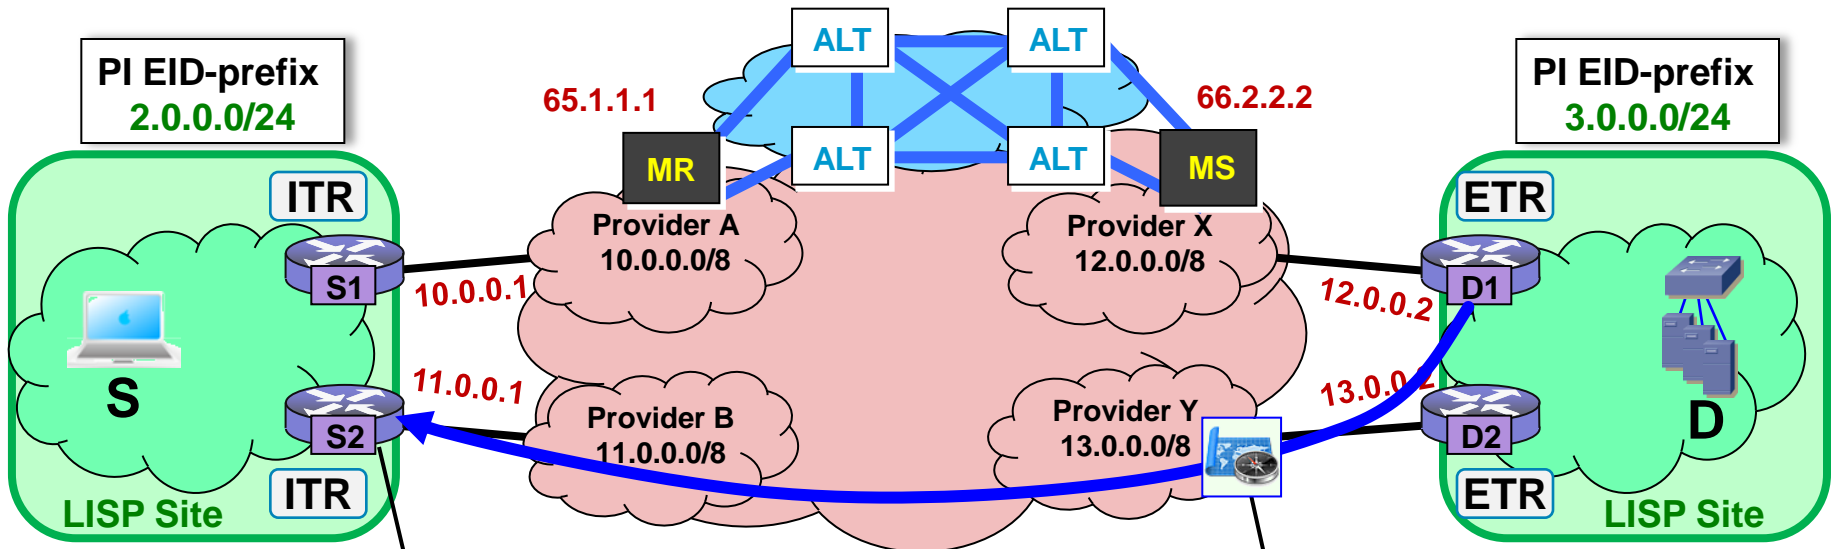 ALT
ALT
PI EID-prefix
2.0.0.0/24
65.1.1.1
66.2.2.2
PI EID-prefix
3.0.0.0/24
MR
ALT
ALT
MS
ITR
ETR
Provider A
10.0.0.0/8
Provider X
12.0.0.0/8
S1
10.0.0.1
12.0.0.2
D1
S
11.0.0.1
13.0.0.2
D
S2
Provider B
11.0.0.0/8
Provider Y
13.0.0.0/8
D2
ITR
ETR
LISP Site
LISP Site